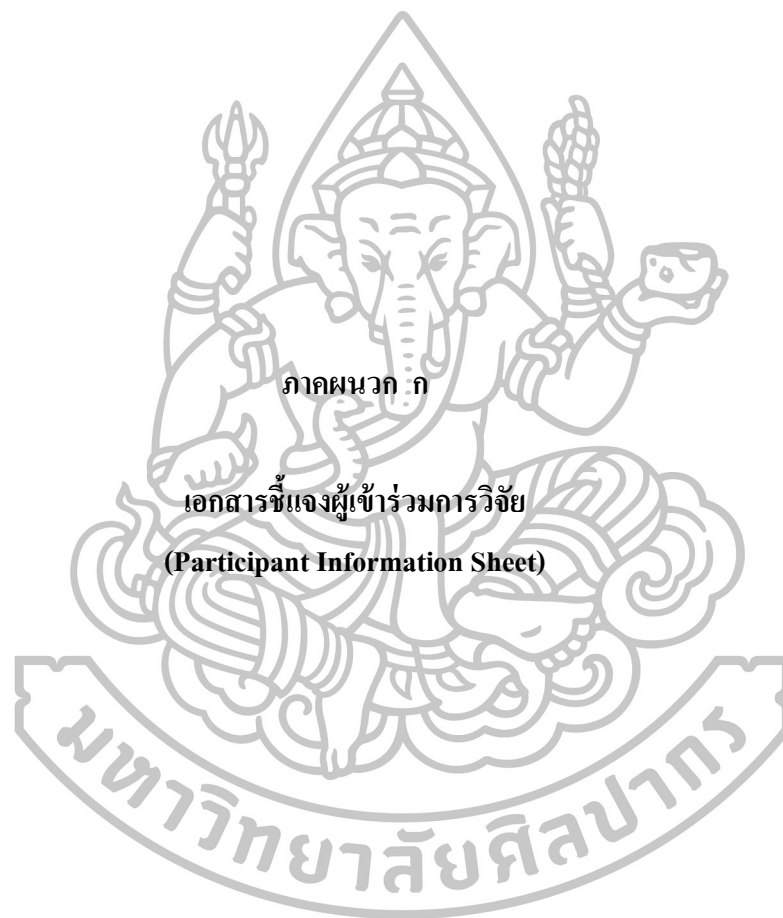 ภาคผนวก ก
เอกสารชี้แจงผู้เข้าร่วมการวิจัย
(Participant Information Sheet)
มหาวิทยาลัยศิลปากร